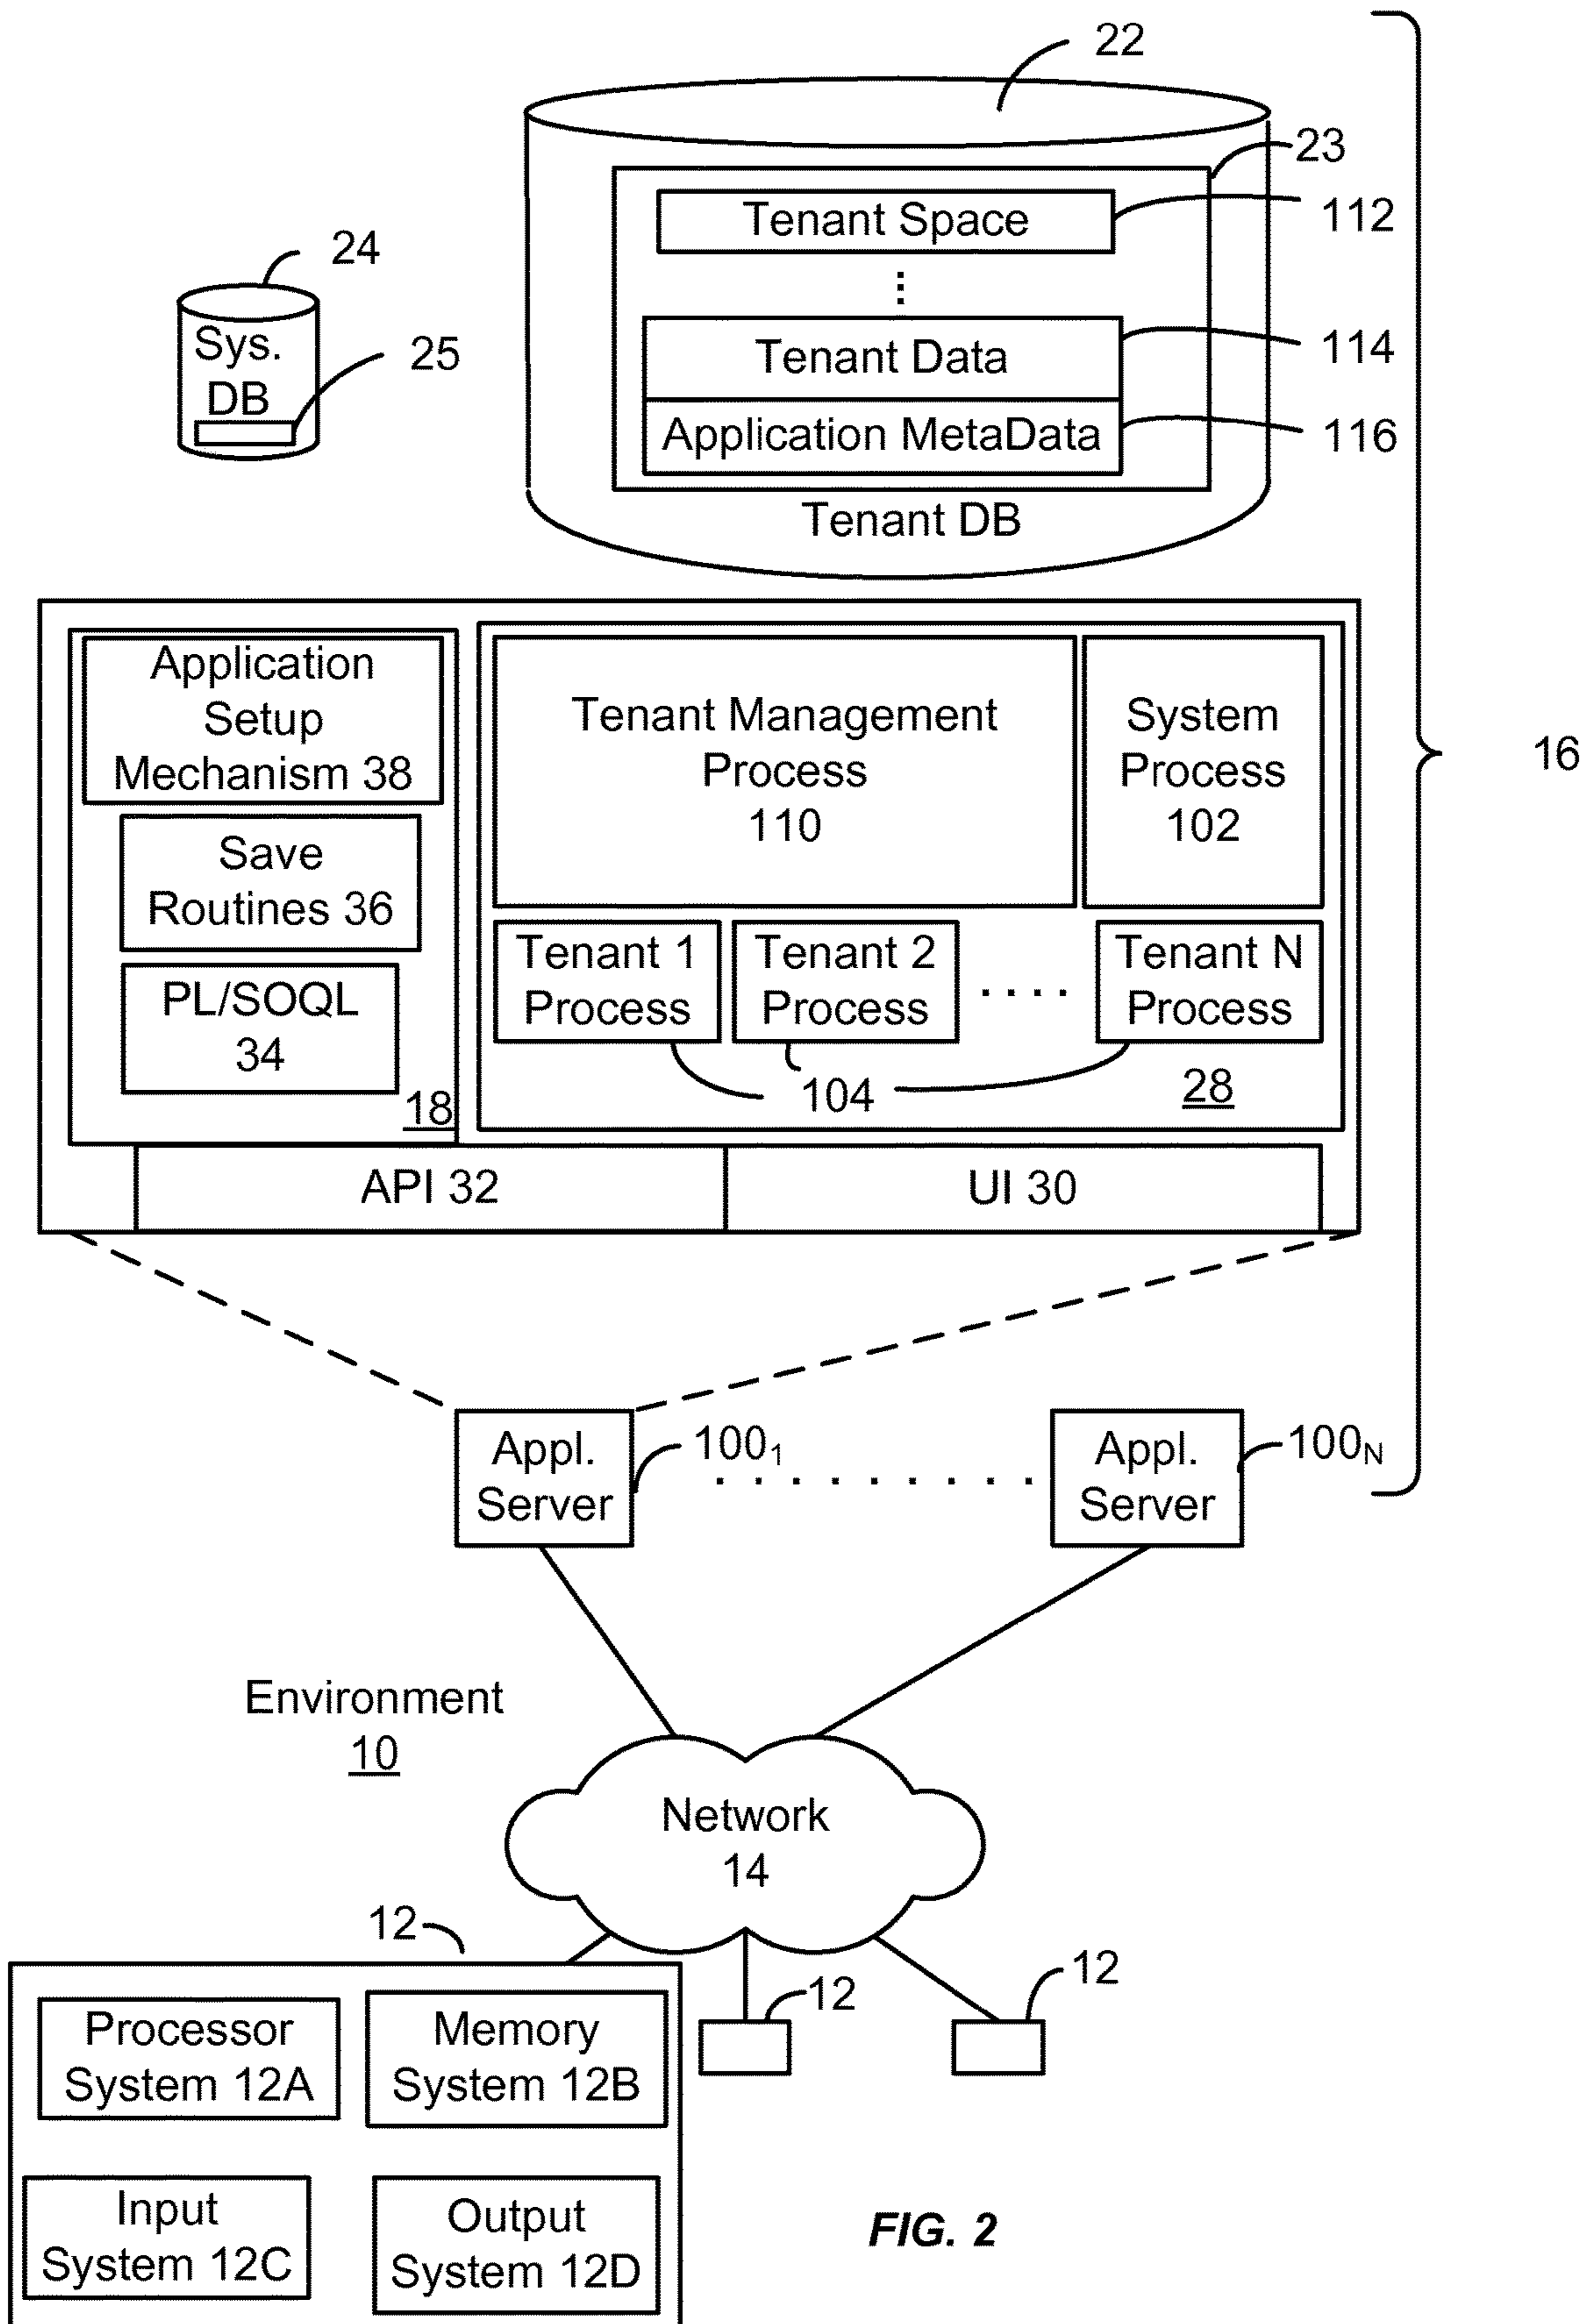 22
23
Tenant Space
112
24
Sys.
DB
25
Tenant Data
114
Application MetaData
116
Tenant DB
16
Application
Setup
Mechanism 38
Tenant Management
Process
110
System
Process
102
Save
Routines 36
PL/SOQL
34
18
Tenant 1
Process
Tenant 2
Process
....
Tenant N
Process
104
28
API 32
UI 30
Appl.
Server
1001
. . . . . . . . .
Appl.
Server
100N
Environment
10
Network
14
12
12
12
Processor
System 12A
Memory
System 12B
Input
System 12C
Output
System 12D
FIG. 2